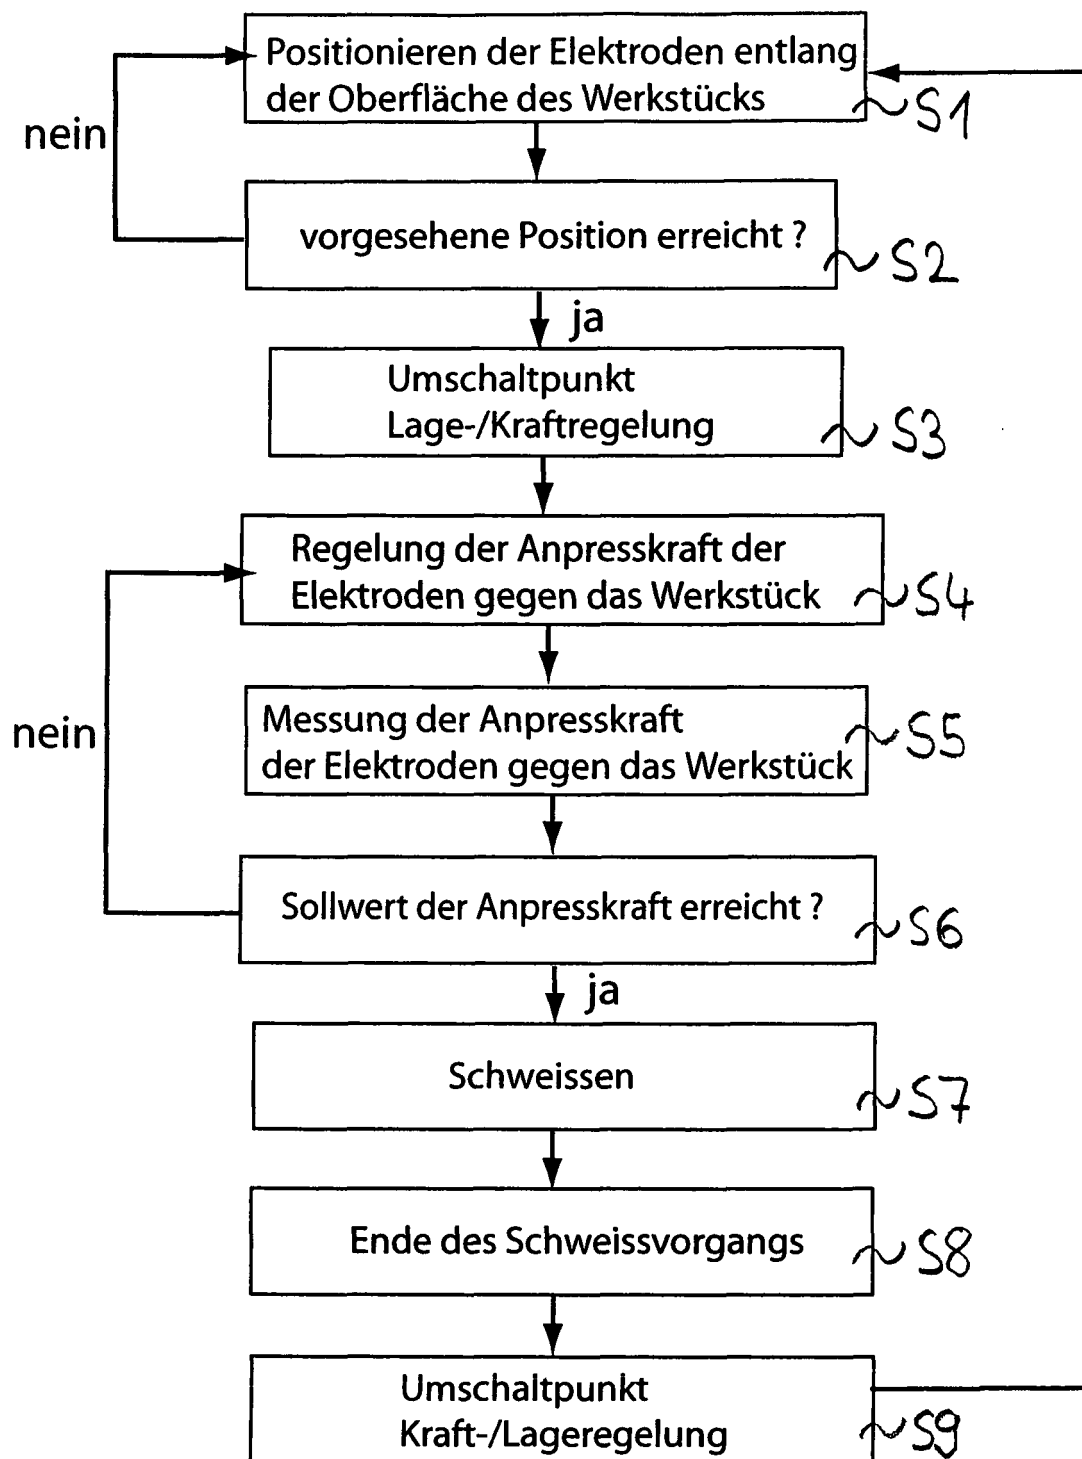 Positionieren der Elektroden entlang
der Oberfläche des Werkstücks
S1
nein
vorgesehene Position erreicht ?
S2
ja
Umschaltpunkt
Lage-/Kraftregelung
S3
Regelung der Anpresskraft der
Elektroden gegen das Werkstück
S4
Messung der Anpresskraft
der Elektroden gegen das Werkstück
S5
nein
Sollwert der Anpresskraft erreicht ?
S6
ja
Schweissen
S7
Ende des Schweissvorgangs
S8
Umschaltpunkt
Kraft-/Lageregelung
S9